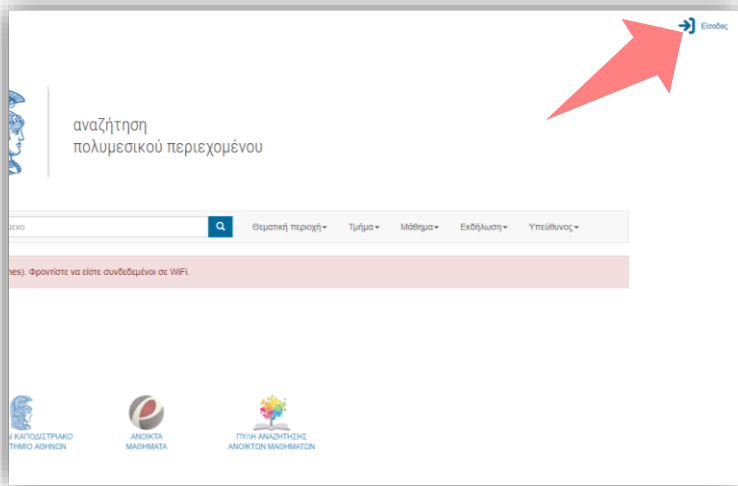 Είσοδος
αναζήτηση
πολυμεσικού περιεχομένου
Θεματική περιοχή Τμήμα Μάθημα Εκδήλωση Υπεύθυνος
Φροντίστε να είστε συνδεδεμένοι σε WiFi.
ΚΑΠΟΔΙΣΤΡΙΑΚΟ ΑΝΟΙΚΤΑ ΠΥΛΗ ΑΝΑΖΗΤΗΣΗΣ
ΑΘΗΝΩΝ ΜΑΘΗΜΑΤΑ ΑΝΟΙΚΤΩΝ ΜΑΘΗΜΑΤΩΝ